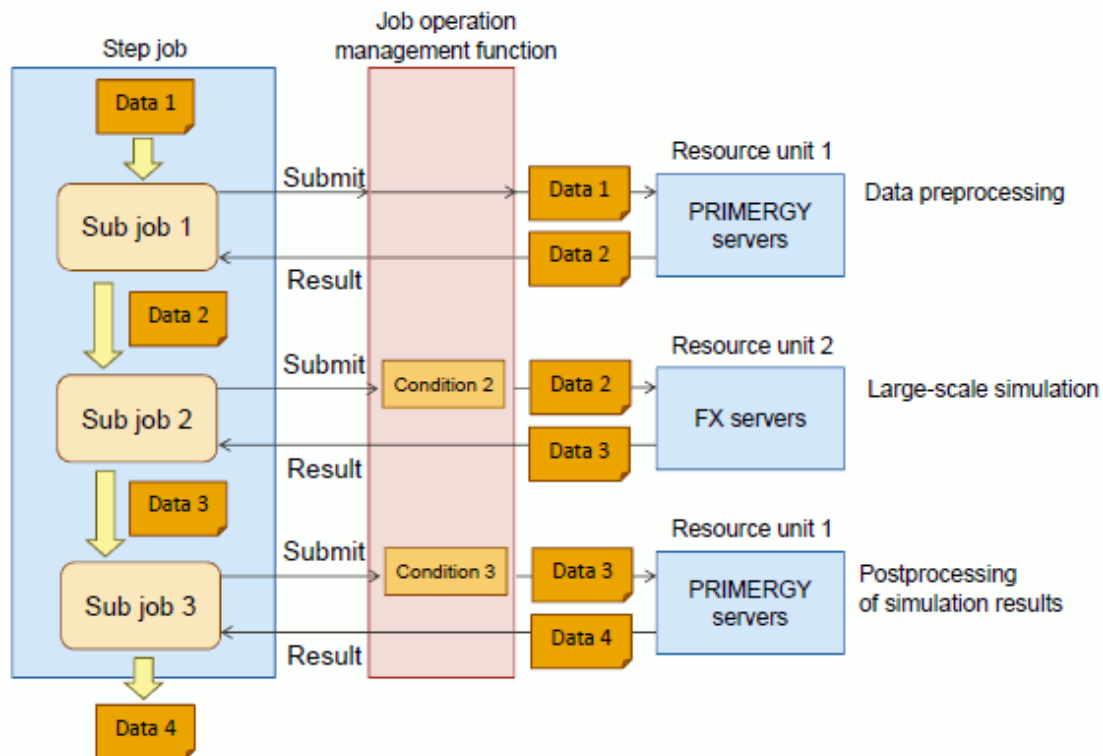 Job operation
management function
Step job
Data 1
Submit
Data 1
Resource unit 1
Data preprocessing
Sub job 1
PRIMERGY
servers
Data 2
Result
Data 2
Resource unit 2
Submit
Condition 2
Data 2
Large-scale simulation
Sub job 2
FX servers
Data 3
Result
Data 3
Resource unit 1
Submit
Condition 3
Data 3
Postprocessing
of simulation results
Sub job 3
PRIMERGY
servers
Data 4
Result
Data 4